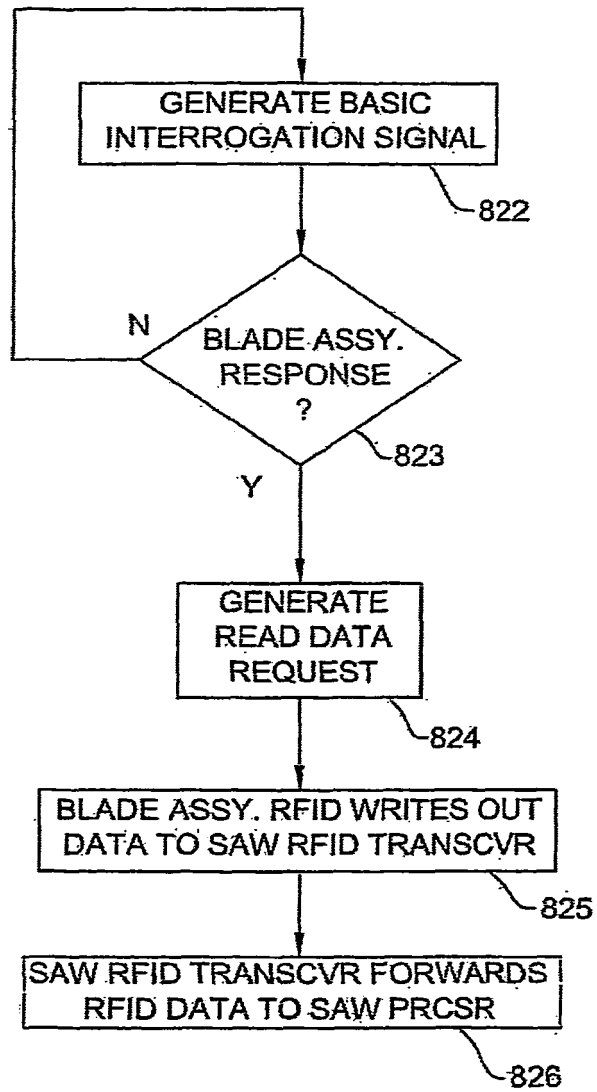 GENERATE BASIC
INTERROGATION SIGNAL
822
N
BLADE ASSY.
RESPONSE
?
823
Y
GENERATE
READ DATA
REQUEST
824
BLADE ASSY. RFID WRITES OUT
DATA TO SAW RFID TRANSCVR
825
SAW RFID TRANSCVR FORWARDS
RFID DATA TO SAW PRCSR
826